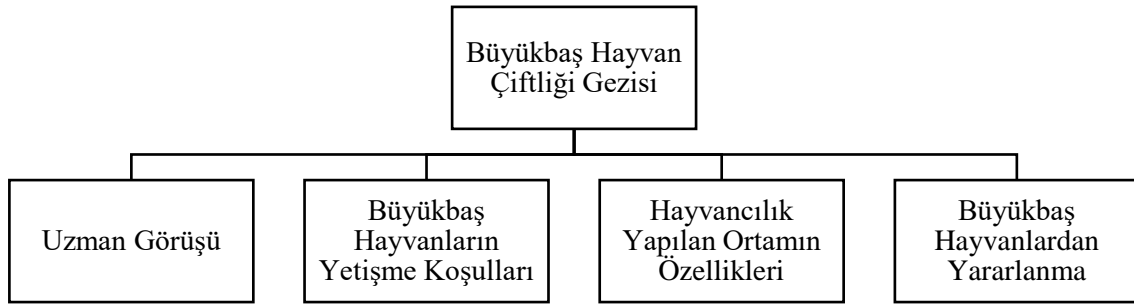 Büyükbaş Hayvan
Çiftliği Gezisi
Uzman Görüşü
Büyükbaş
Hayvanların
Yetişme Koşulları
Hayvancılık
Yapılan Ortamın
Özellikleri
Büyükbaş
Hayvanlardan
Yararlanma